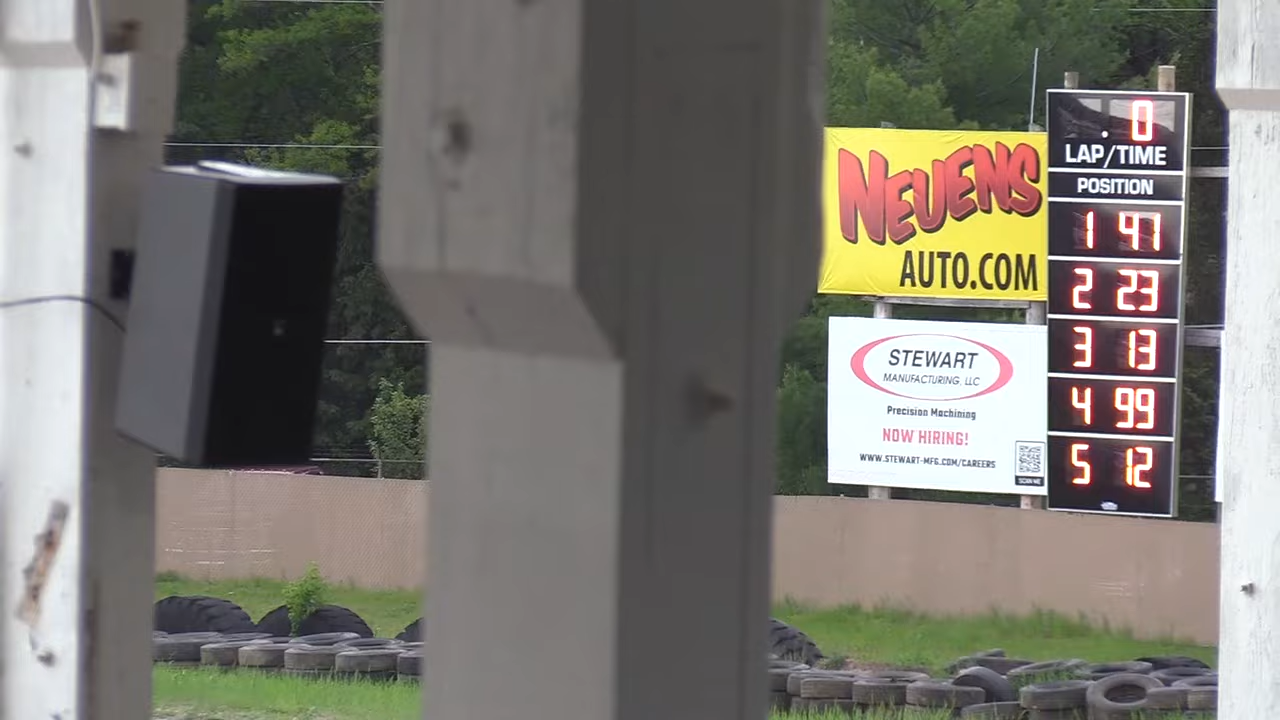 NEUENS
AUTO.COM
STEWART
MANUFACTURING, LLC
Precision Machining
NOW HIRING!
WWW.STEWART-MFG.COM/CAREERS
SCAN ME
. 0
LAP/TIME
POSITION
1 47
2 23
3 13
4 99
5 12